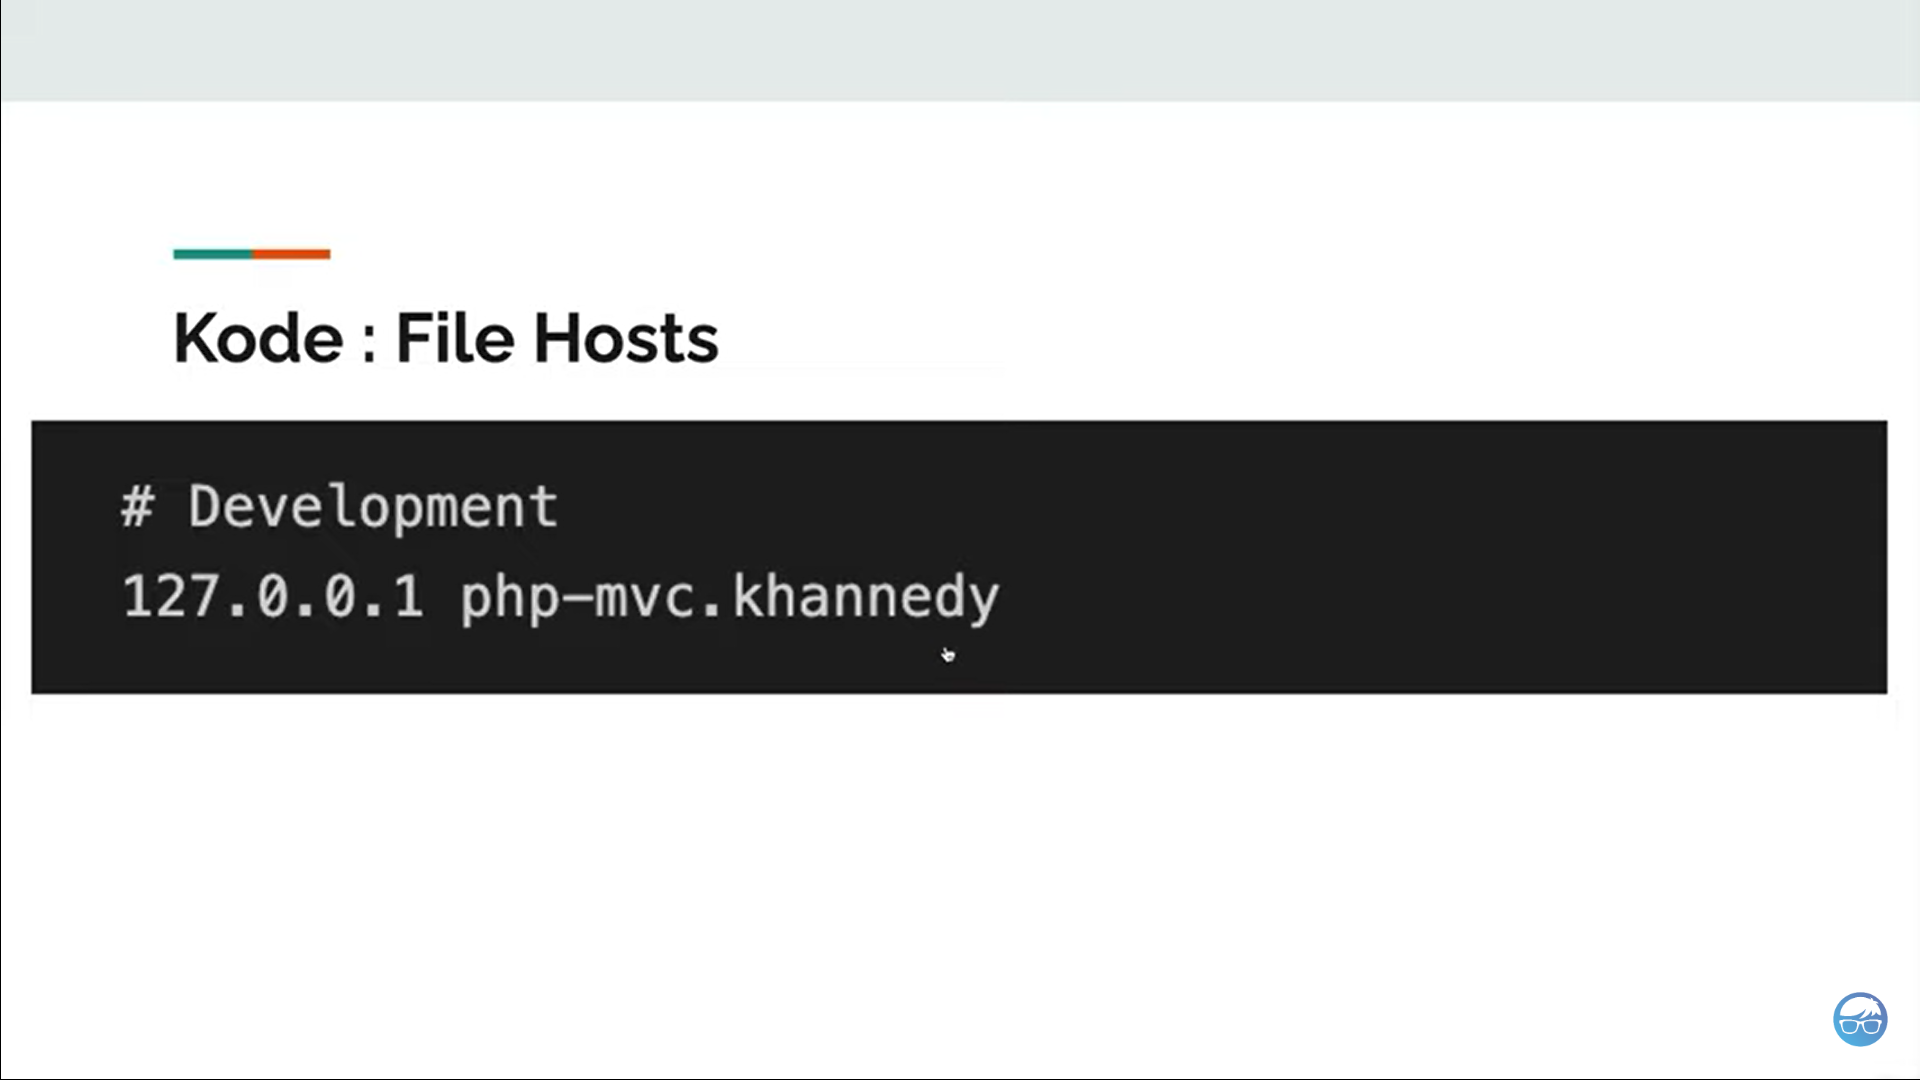 Kode : File Hosts
# Development
127.0.0.1 php-mvc.khannedy